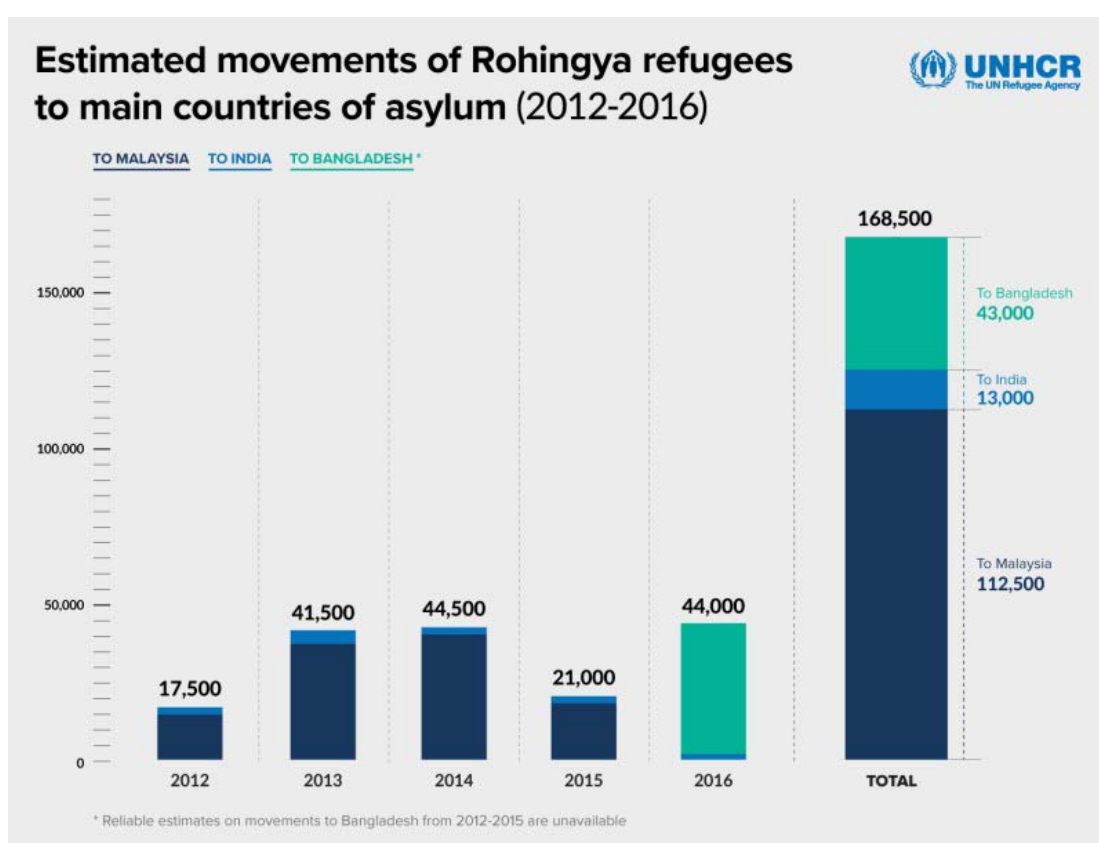 Estimated movements of Rohingya refugees
to main countries of asylum (2012-2016)
UNHCR
The UN Refugee Agency
TO MALAYSIA TO INDIA TO BANGLADESH *
150,000
100,000
50,000
0
17,500
41,500
44,500
21,000
44,000
168,500
To Bangladesh
43,000
To India
13,000
To Malaysia
112,500
2012 2013 2014 2015 2016 TOTAL
* Reliable estimates on movements to Bangladesh from 2012-2015 are unavailable